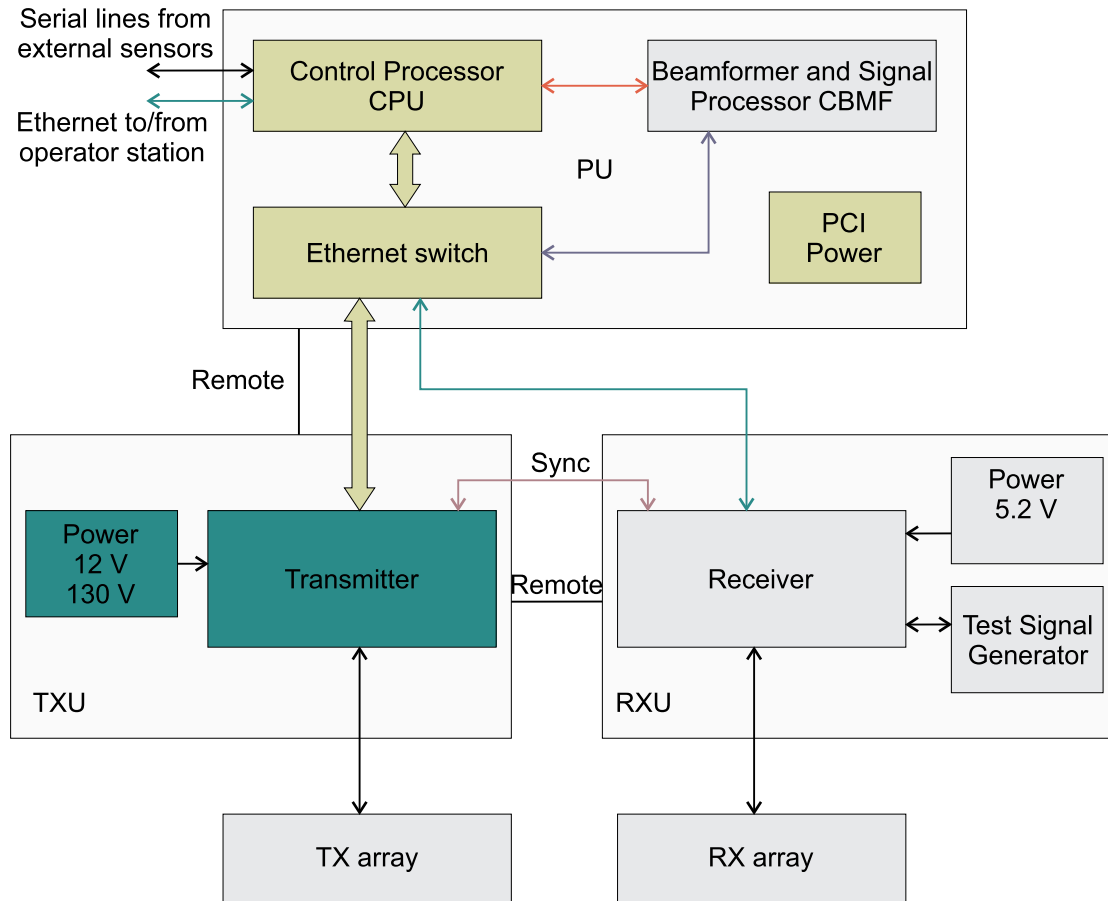 Serial lines from
external sensors
Ethernet to/from
operator station
Control Processor
CPU
Beamformer and Signal
Processor CBMF
PU
Ethernet switch
PCI
Power
Remote
Sync
Power
12 V
130 V
Transmitter
Remote
Receiver
Power
5.2 V
Test Signal
Generator
TXU
RXU
TX array
RX array